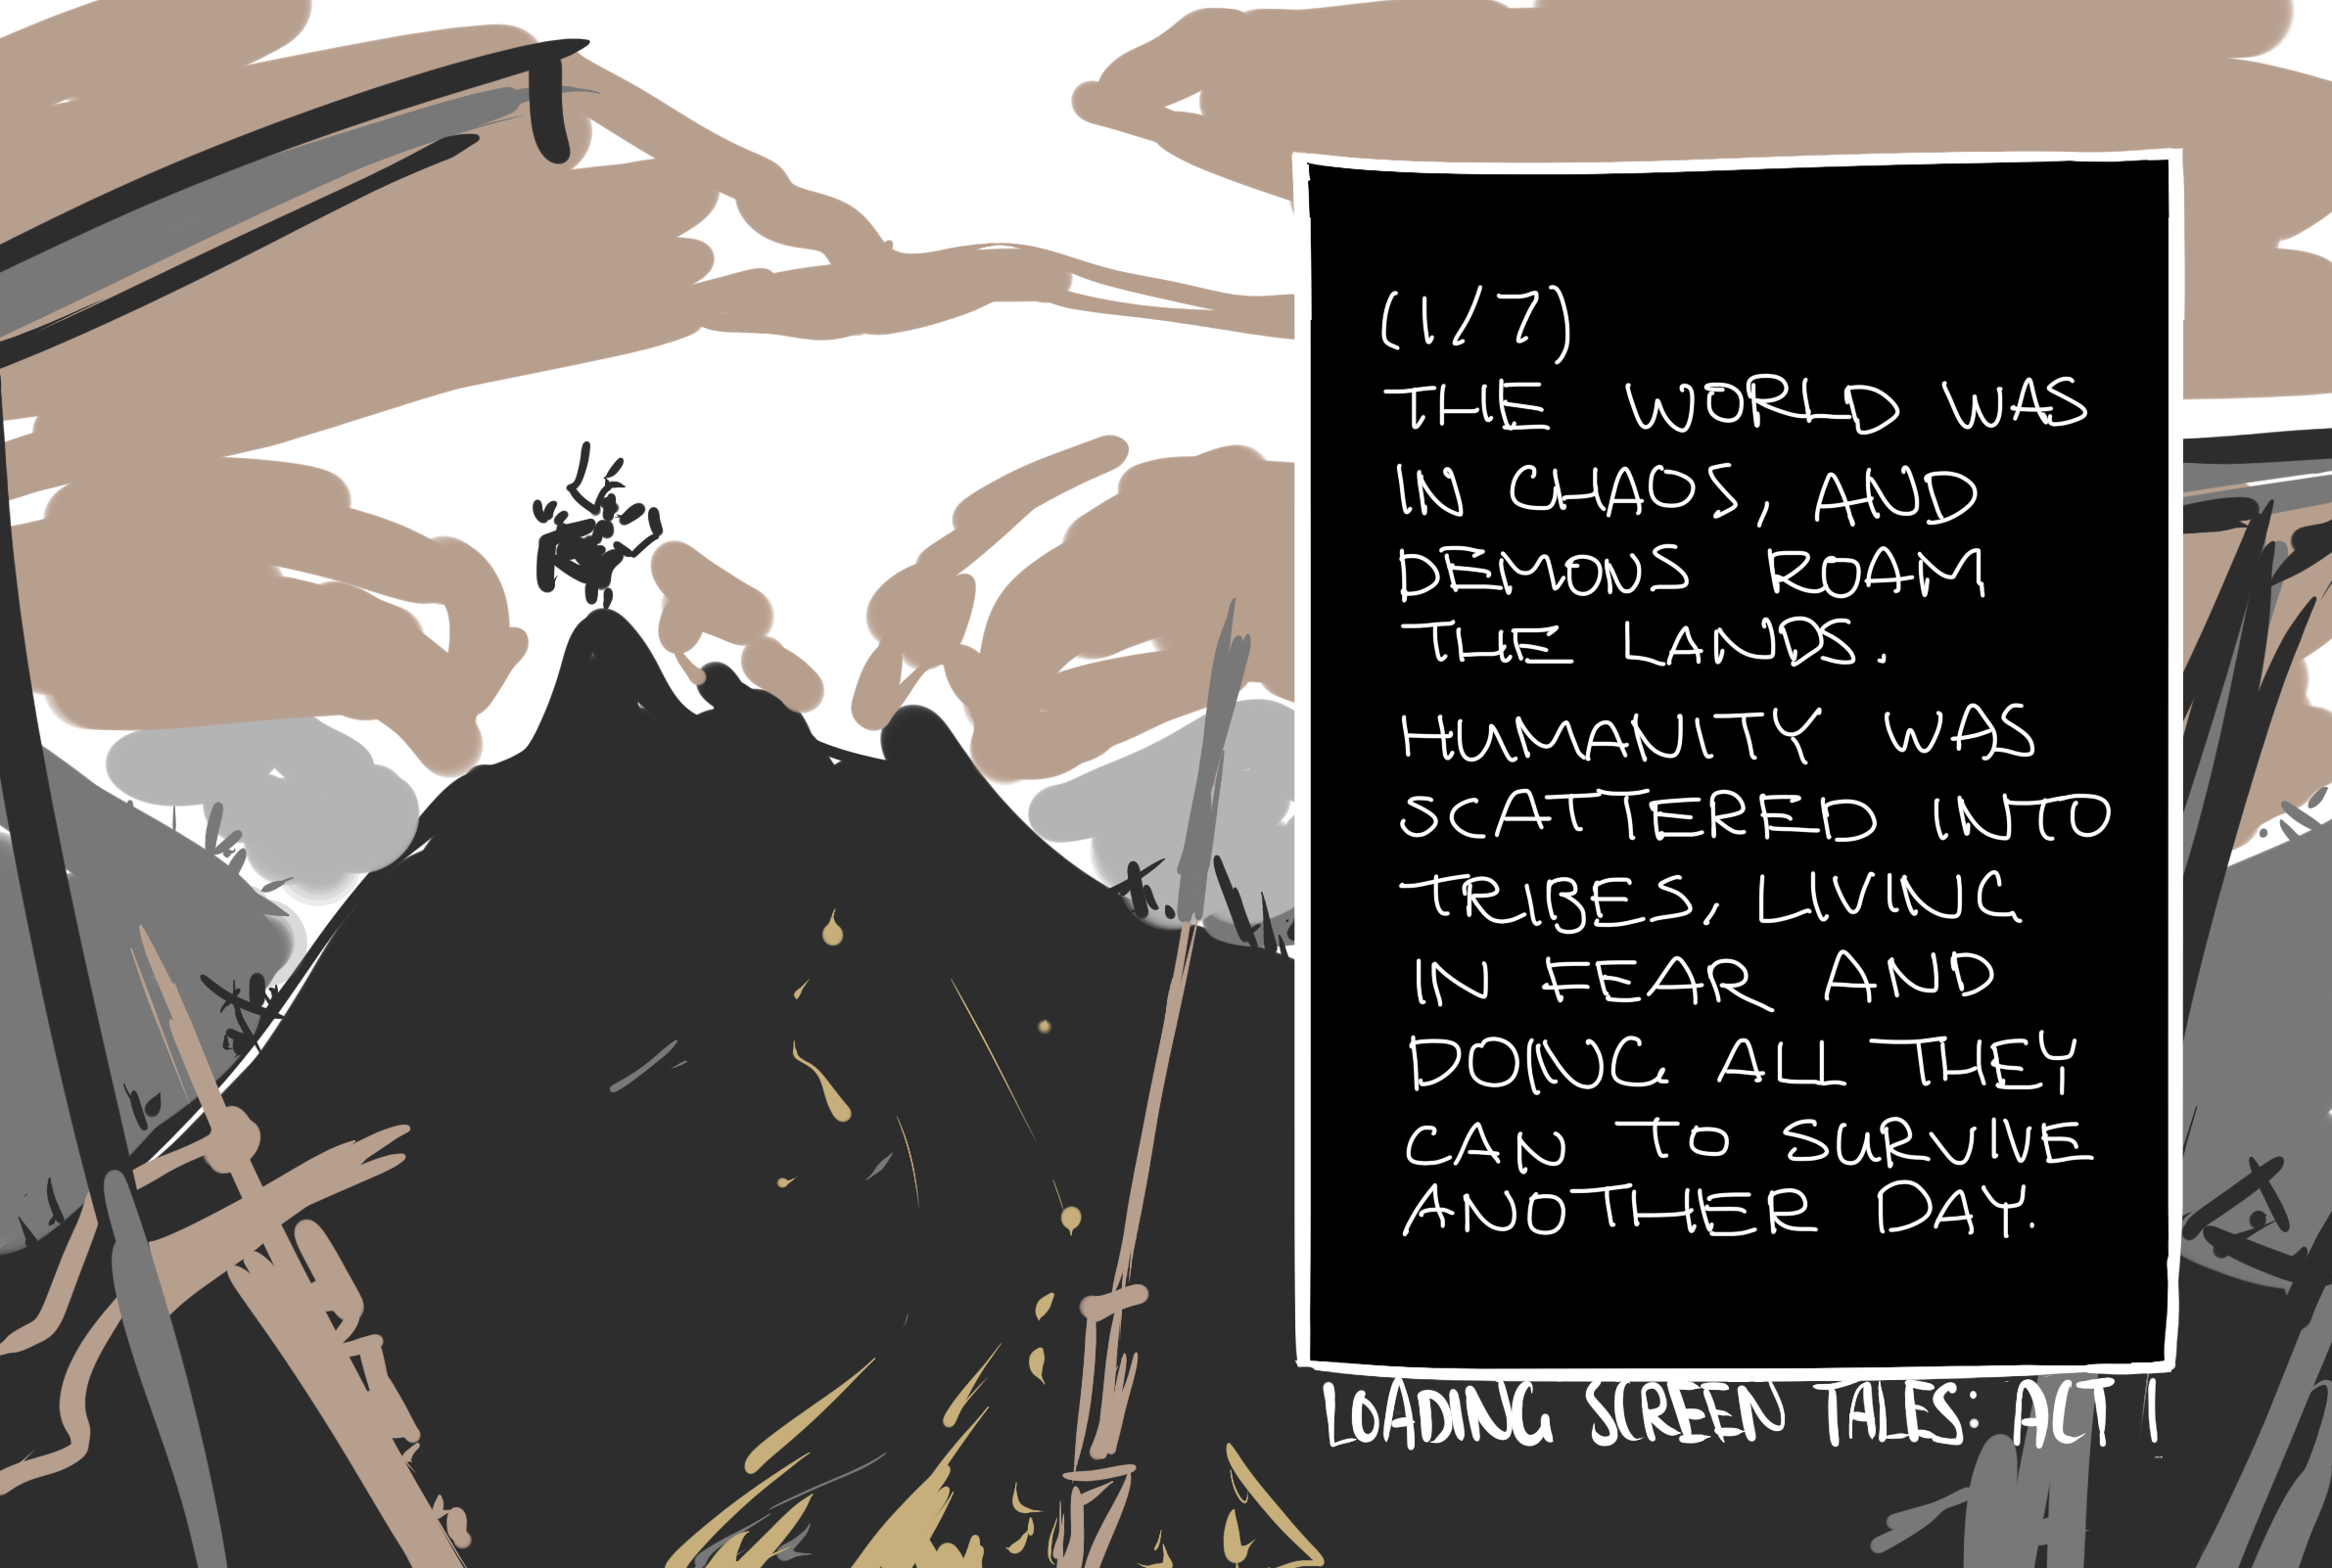 (1/7)
THE WORLD WAS
IN CHAOS, AND
DEMONS ROAM
THE LANDS.
HUMANITY WAS
SCATTERED INTO
TRIBES, LIVING
IN FEAR AND
DOING ALL THEY
CAN TO SURVIVE
ANOTHER DAY.
LOADING SCREEN TALES: ACT 1